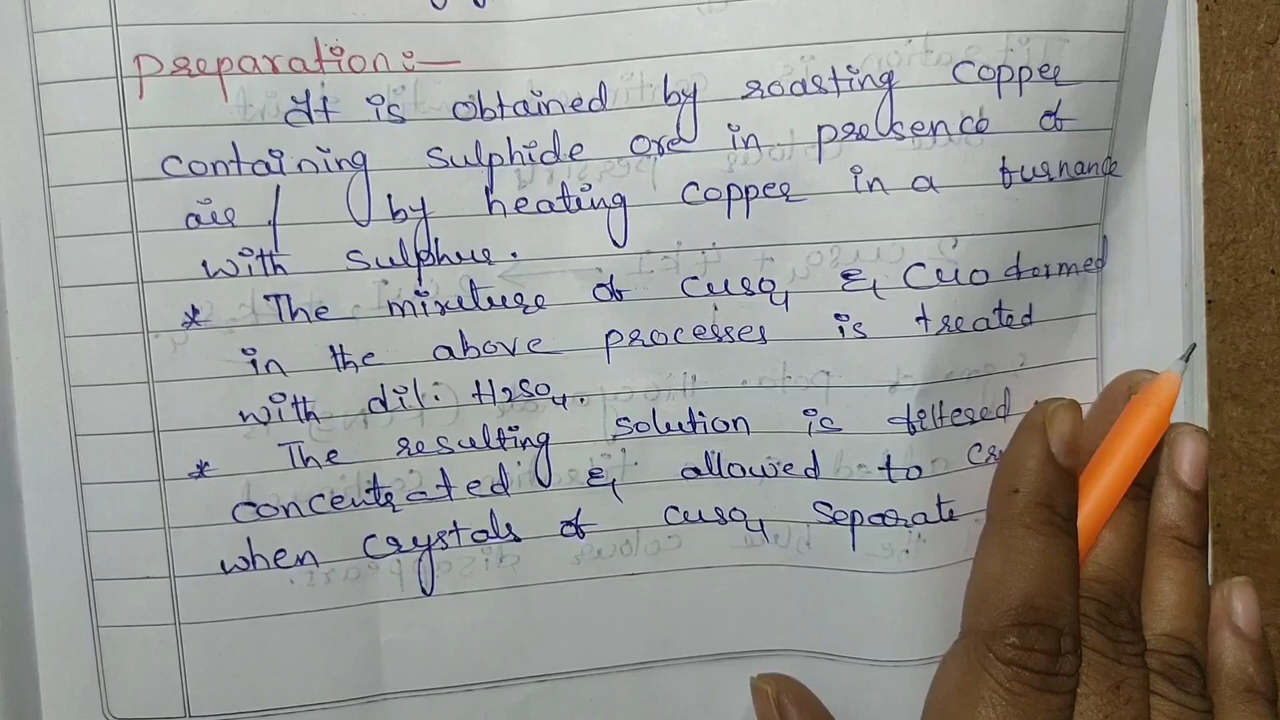 Preparation:-
It is obtained by roasting copper
containing sulphide ore in presence of
air / by heating copper in a furnance
with sulphur.
* The mixture of CuSO4 & CuO formed
in the above processes is treated
with dil. H2SO4.
* The resulting solution is filtered
concentrated & allowed to
when crystals of CuSO4 separate